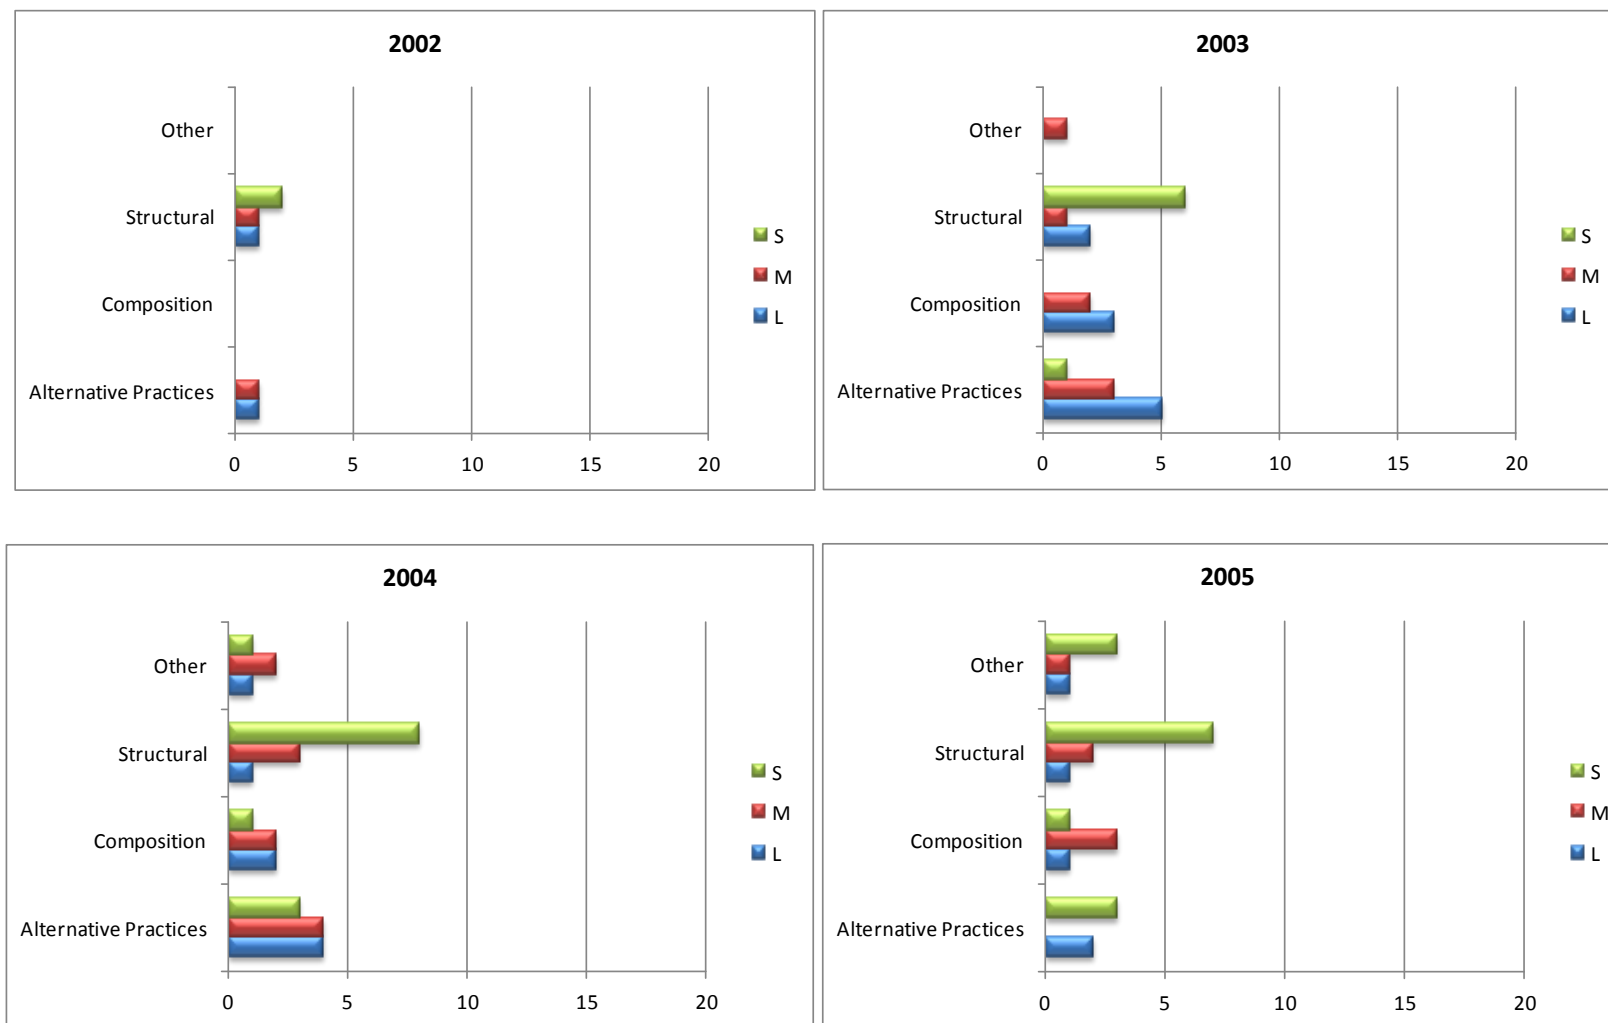 2002
Other
Structural
Composition
Alternative Practices
S
M
L
0 5 10 15 20
2003
Other
Structural
Composition
Alternative Practices
S
M
L
0 5 10 15 20
2004
Other
Structural
Composition
Alternative Practices
S
M
L
0 5 10 15 20
2005
Other
Structural
Composition
Alternative Practices
S
M
L
0 5 10 15 20